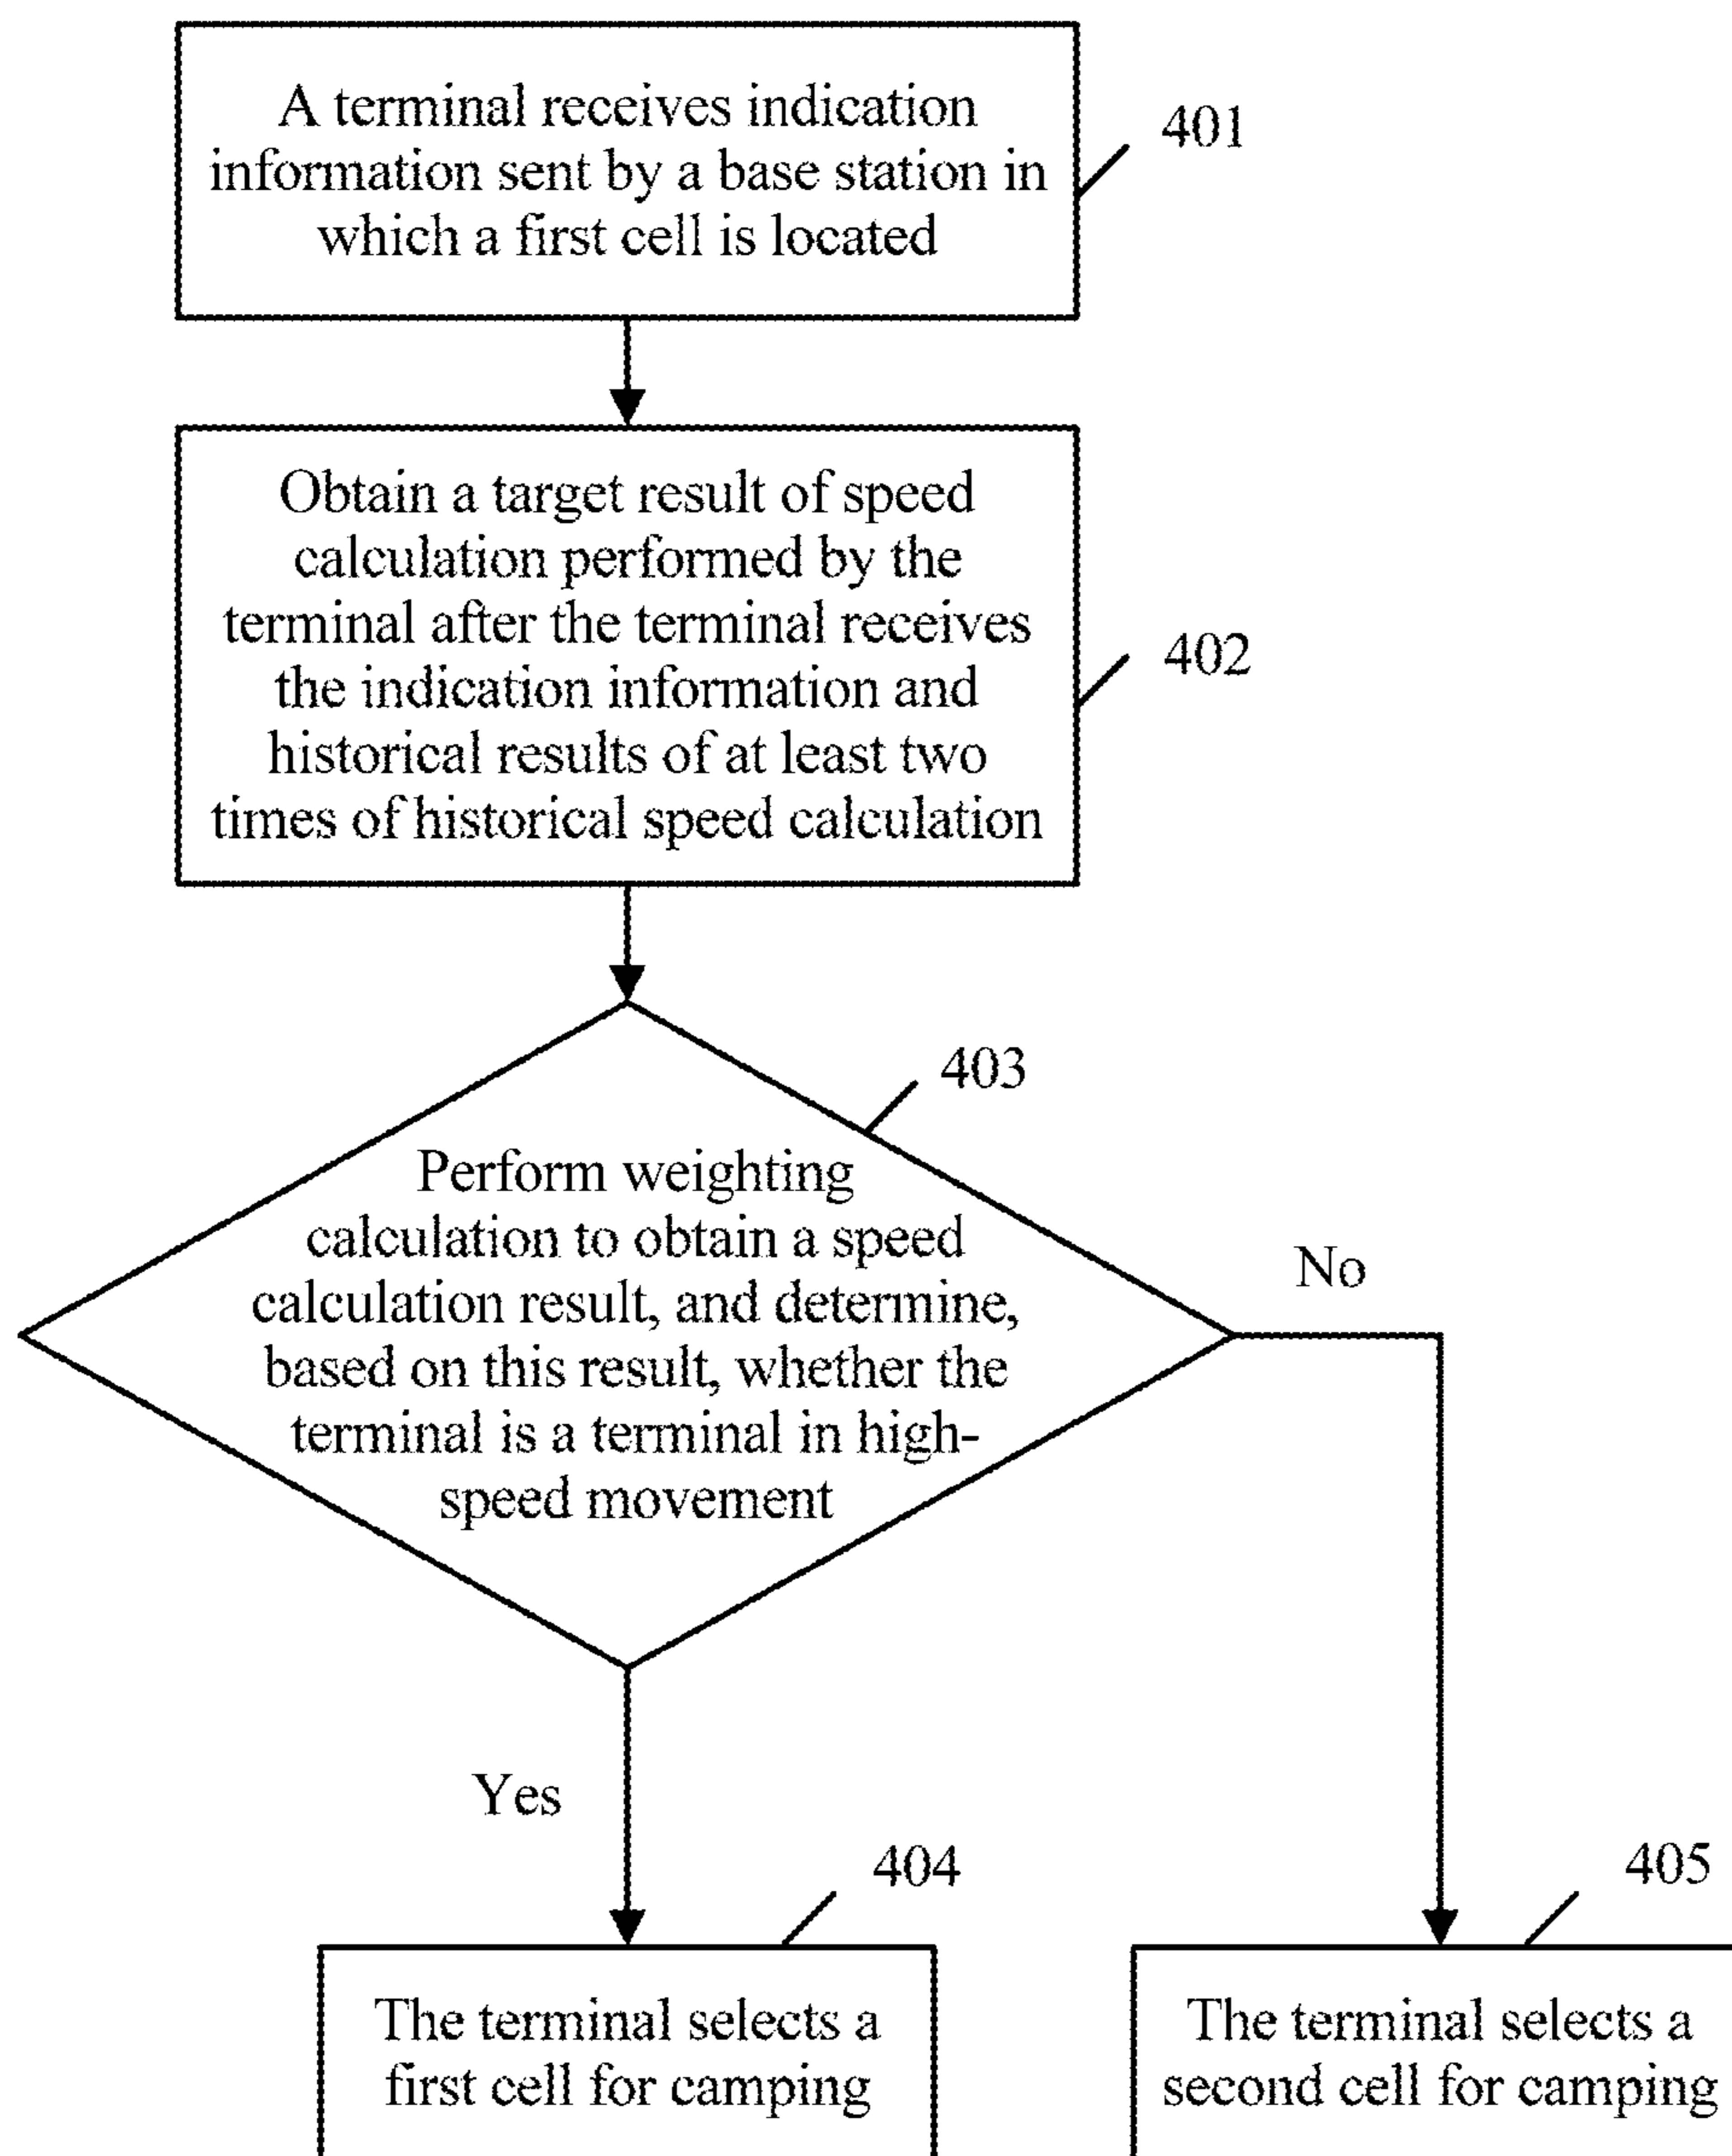 A terminal receives indication
information sent by a base station in
which a first cell is located
401
Obtain a target result of speed
calculation performed by the
terminal after the terminal receives
the indication information and
historical results of at least two
times of historical speed calculation
402
403
Perform weighting
calculation to obtain a speed
calculation result, and determine,
based on this result, whether the
terminal is a terminal in high-
speed movement
No
Yes
404
The terminal selects a
first cell for camping
405
The terminal selects a
second cell for camping